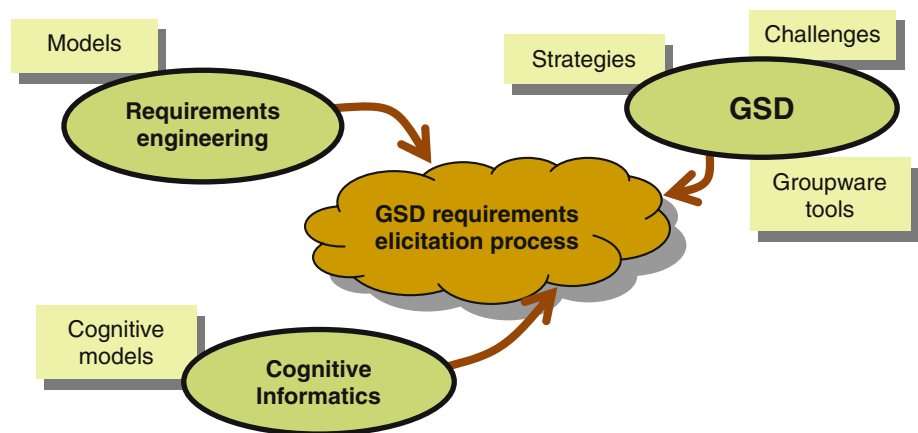 Models
Requirements
engineering
Strategies
Challenges
GSD
Groupware
tools
GSD requirements
elicitation process
Cognitive
models
Cognitive
Informatics